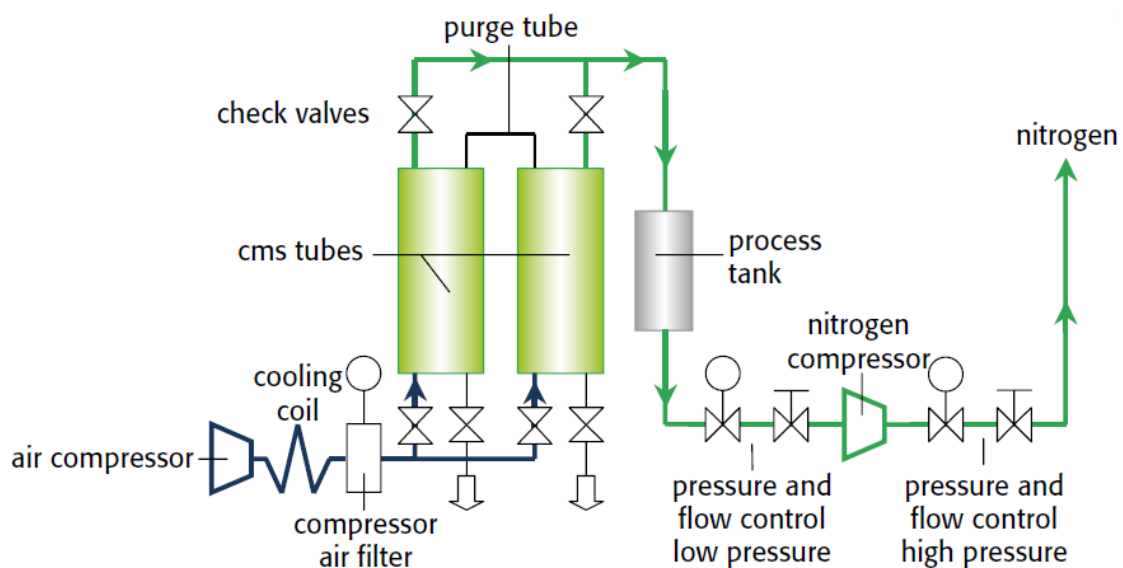 purge tube
check valves
nitrogen
cms tubes
process
tank
nitrogen
compressor
cooling
coil
air compressor
compressor
air filter
pressure and
flow control
low pressure
pressure and
flow control
high pressure